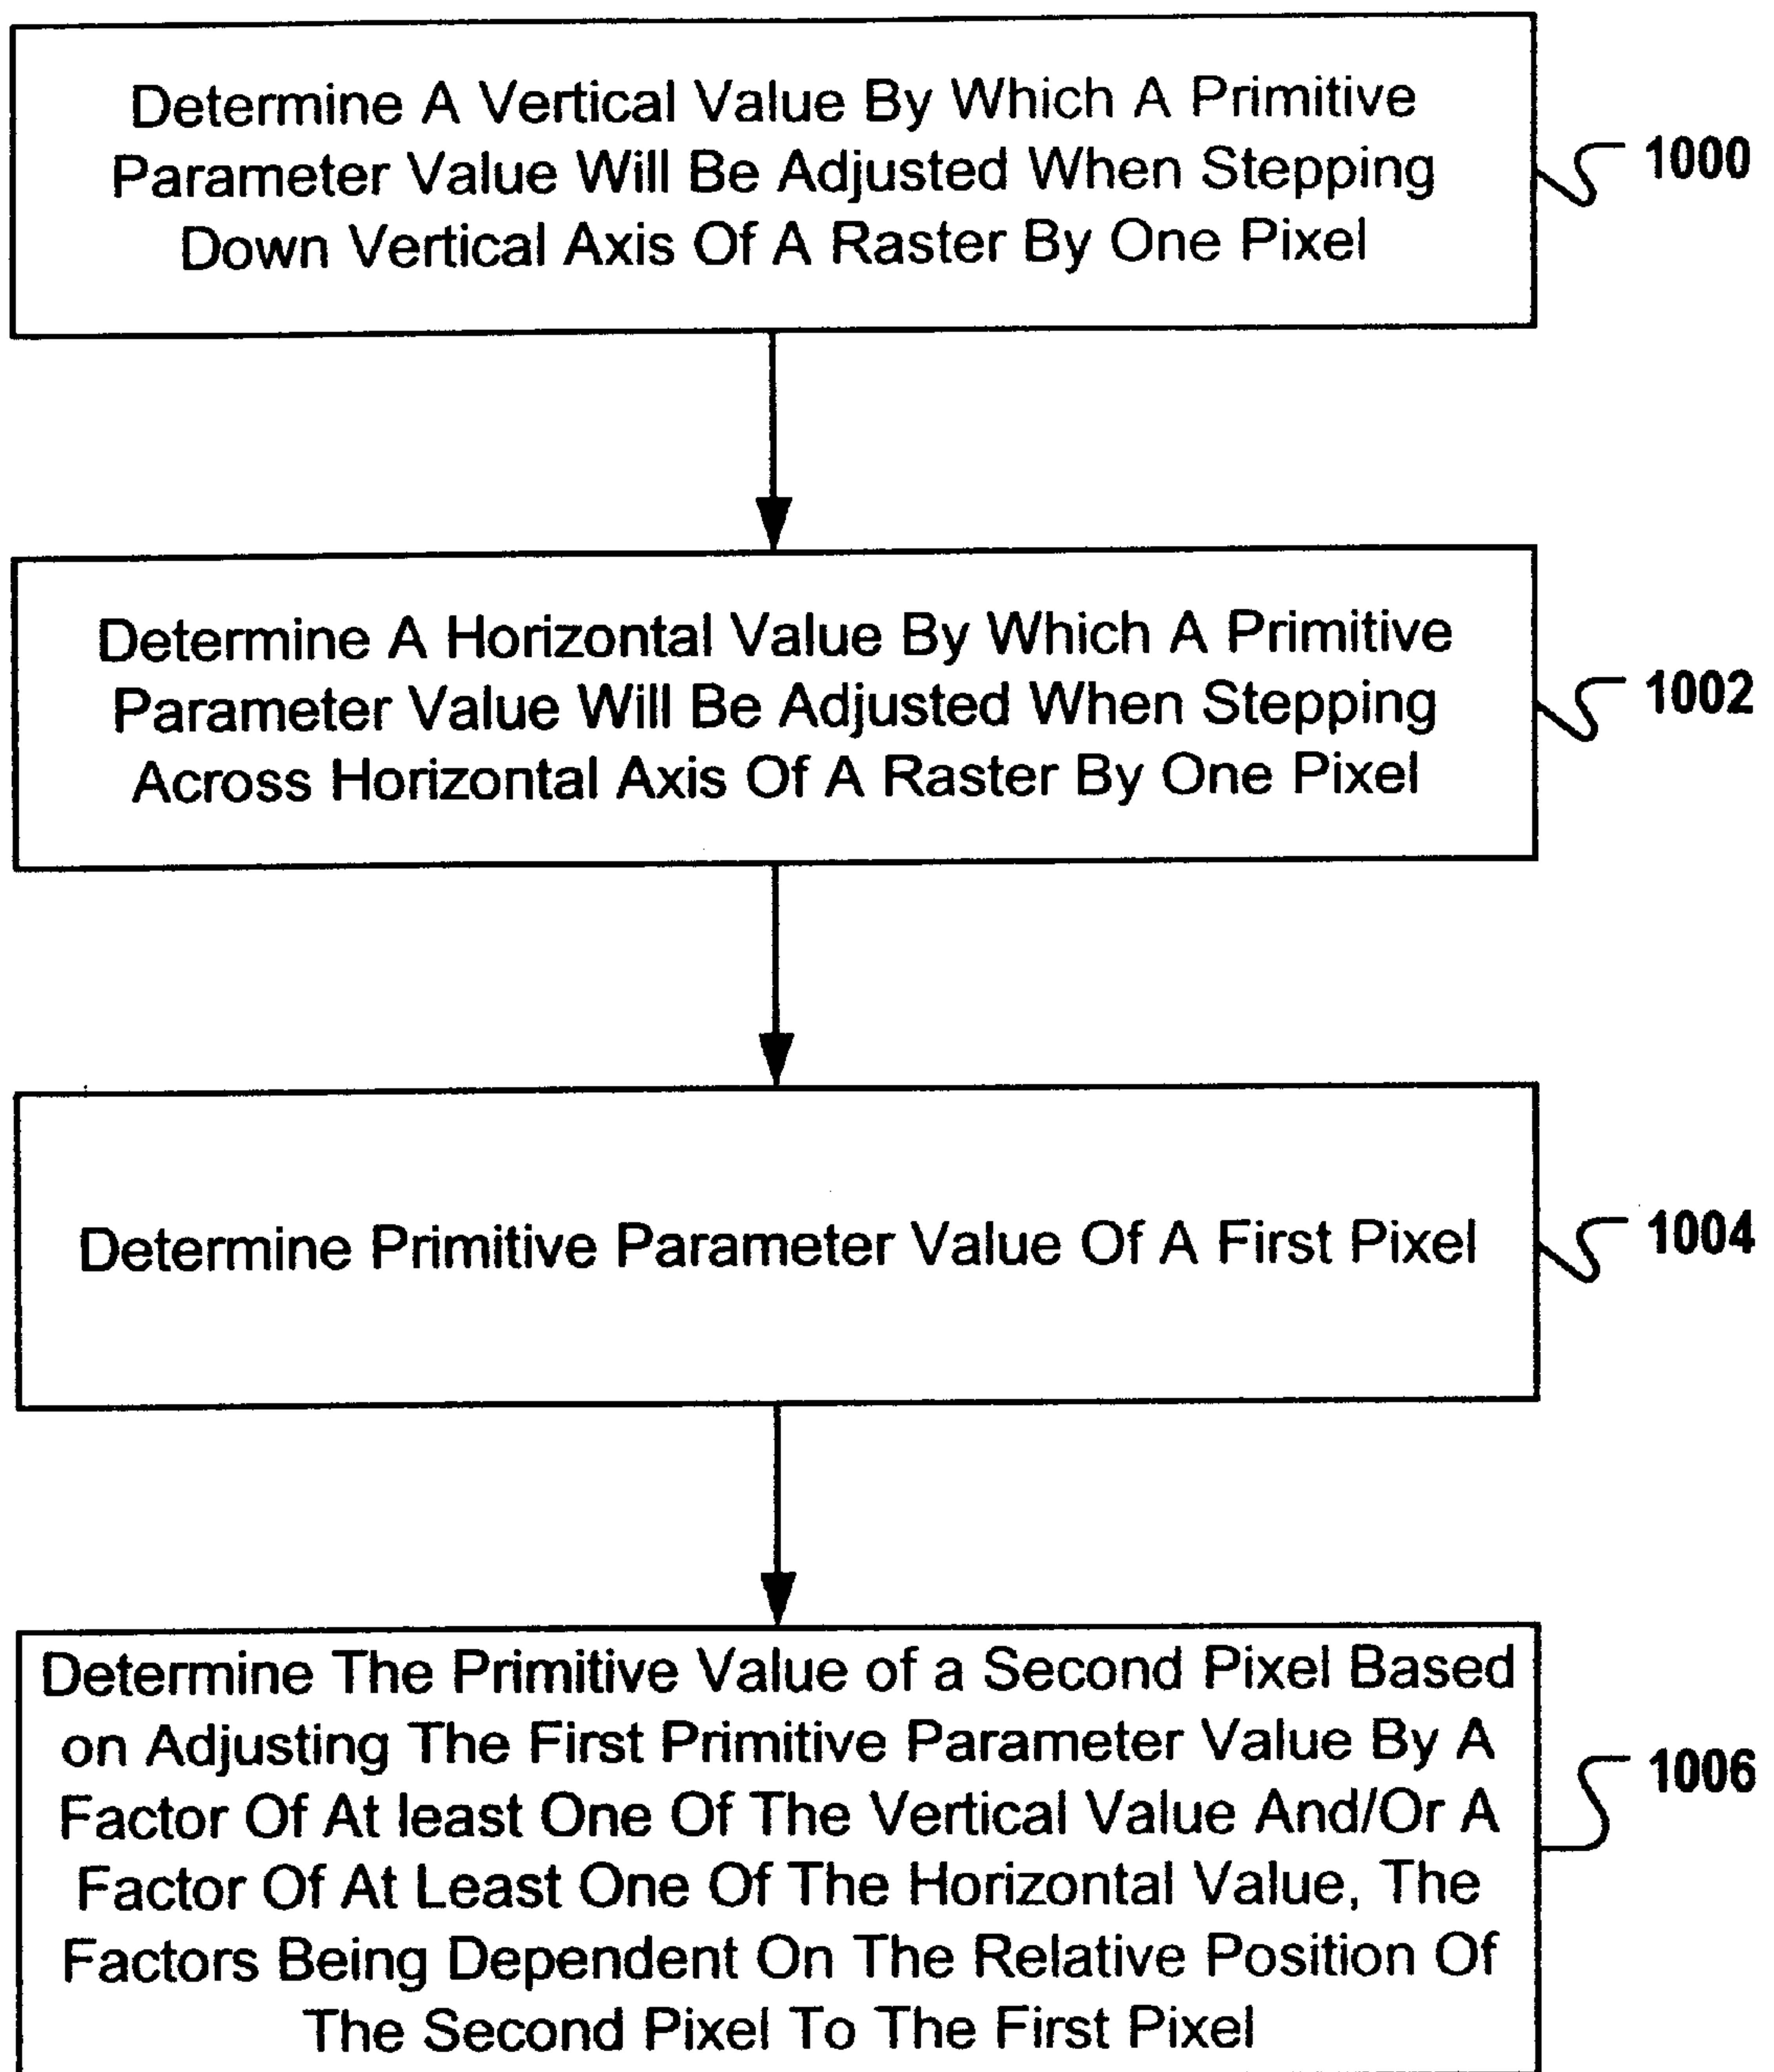 Determine A Vertical Value By Which A Primitive
Parameter Value Will Be Adjusted When Stepping
Down Vertical Axis Of A Raster By One Pixel
1000
Determine A Horizontal Value By Which A Primitive
Parameter Value Will Be Adjusted When Stepping
Across Horizontal Axis Of A Raster By One Pixel
1002
Determine Primitive Parameter Value Of A First Pixel
1004
Determine The Primitive Value of a Second Pixel Based
on Adjusting The First Primitive Parameter Value By A
Factor Of At least One Of The Vertical Value And/Or A
Factor Of At Least One Of The Horizontal Value, The
Factors Being Dependent On The Relative Position Of
The Second Pixel To The First Pixel
1006